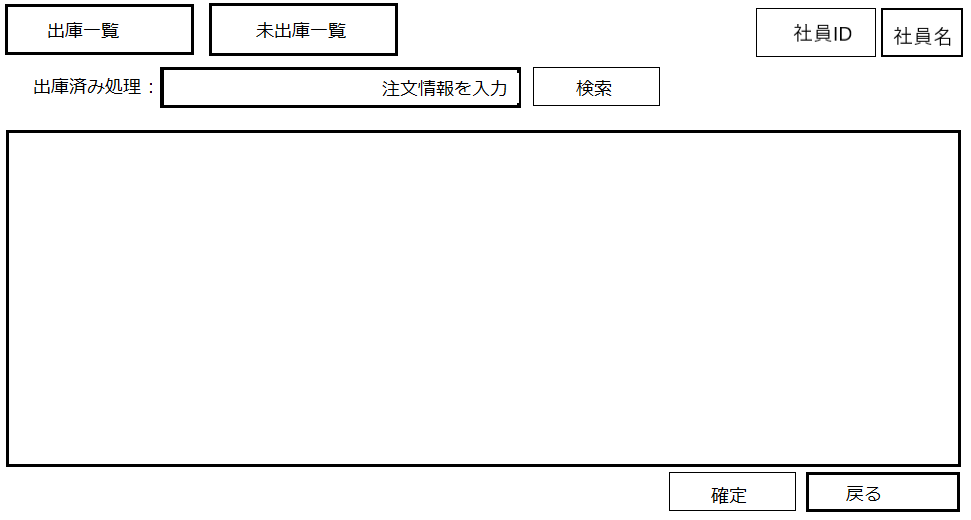 出庫一覧
未出庫一覧
社員ID
社員名
出庫済み処理：
注文情報を入力
検索
確定
戻る